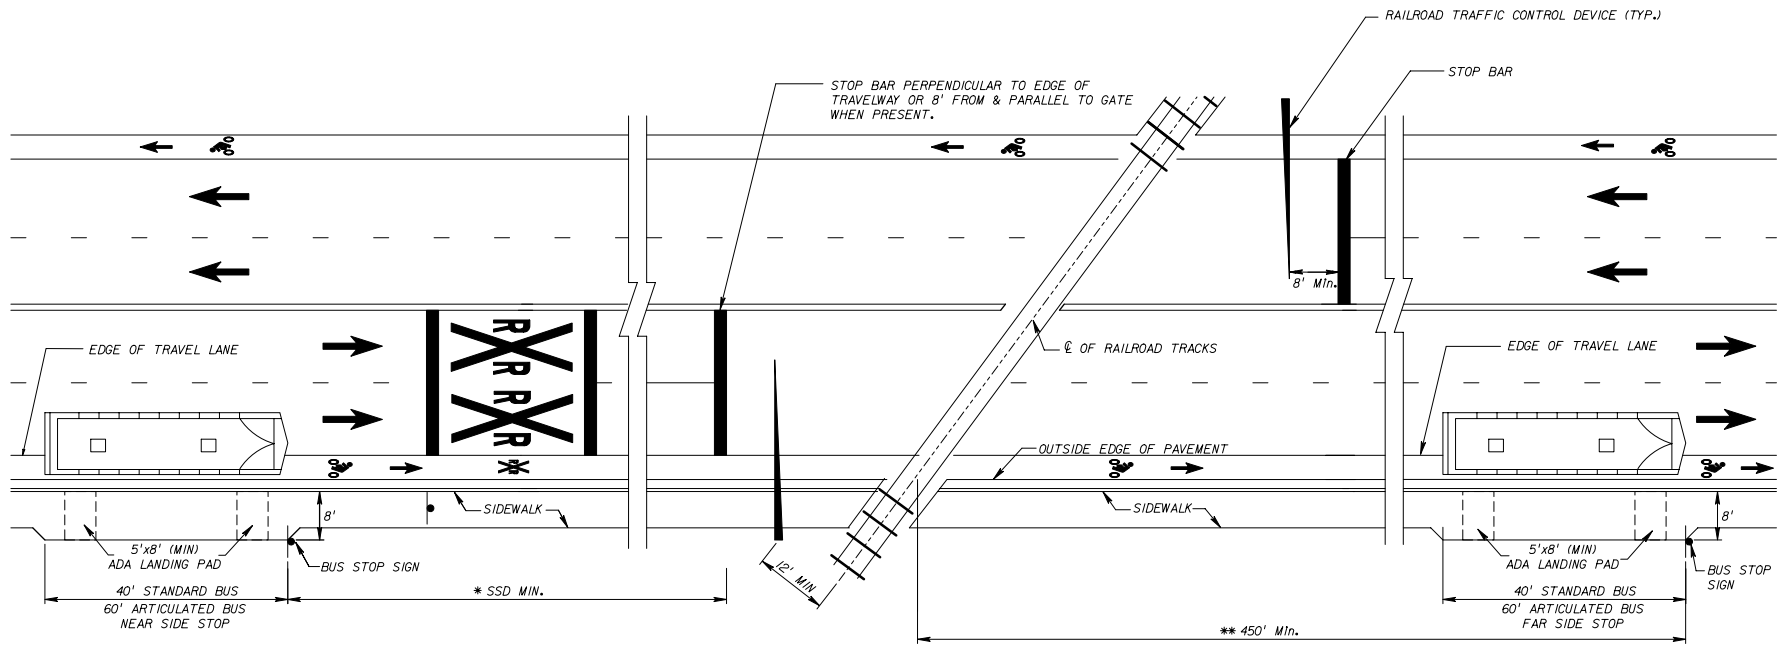 RAILROAD TRAFFIC CONTROL DEVICE (TYP.)
STOP BAR
STOP BAR PERPENDICULAR TO EDGE OF
TRAVELWAY OR 8' FROM & PARALLEL TO GATE
WHEN PRESENT.
8' Min.
EDGE OF TRAVEL LANE
R R
R R
R R
℄ OF RAILROAD TRACKS
EDGE OF TRAVEL LANE
OUTSIDE EDGE OF PAVEMENT
SIDEWALK
SIDEWALK
8'
8'
5'x8' (MIN)
ADA LANDING PAD
BUS STOP SIGN
12' MIN
5'x8' (MIN)
ADA LANDING PAD
BUS STOP
SIGN
40' STANDARD BUS
60' ARTICULATED BUS
NEAR SIDE STOP
* SSD MIN.
40' STANDARD BUS
60' ARTICULATED BUS
FAR SIDE STOP
** 450' Min.